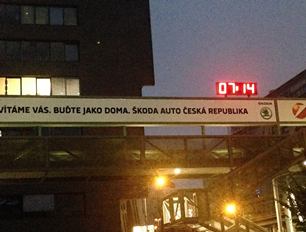 07:14
VÍTÁME VÁS. BUĎTE JAKO DOMA. ŠKODA AUTO ČESKÁ REPUBLIKA